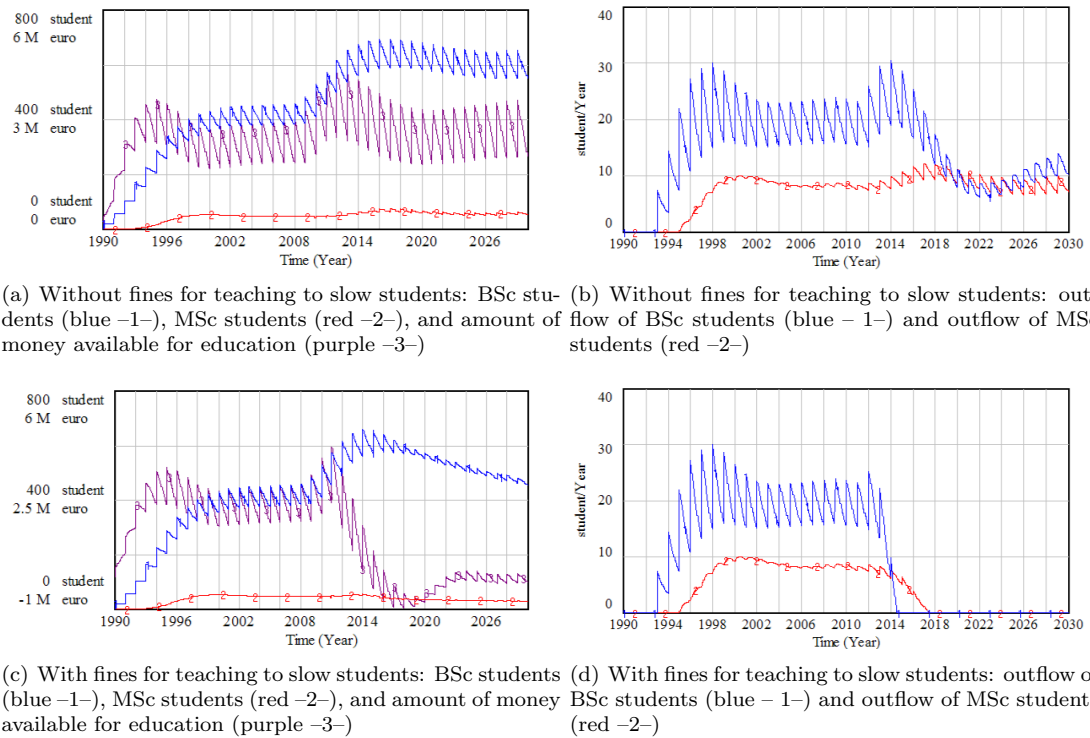 800 student
6 M euro
400 student
3 M euro
0 student
0 euro
1990 1996 2002 2008 2014 2020 2026
Time (Year)
40
30
20
10
0
student/Year
1990 1994 1998 2002 2006 2010 2014 2018 2022 2026 2030
Time (Year)
(a) Without fines for teaching to slow students: BSc stu-
dents (blue –1–), MSc students (red –2–), and amount of
money available for education (purple –3–)
(b) Without fines for teaching to slow students: out
flow of BSc students (blue – 1–) and outflow of MSc
students (red –2–)
800 student
6 M euro
400 student
2.5 M euro
0 student
-1 M euro
1990 1996 2002 2008 2014 2020 2026
Time (Year)
40
30
20
10
0
student/Year
1990 1994 1998 2002 2006 2010 2014 2018 2022 2026 2030
Time (Year)
(c) With fines for teaching to slow students: BSc students
(blue –1–), MSc students (red –2–), and amount of money
available for education (purple –3–)
(d) With fines for teaching to slow students: outflow o
BSc students (blue – 1–) and outflow of MSc student
(red –2–)